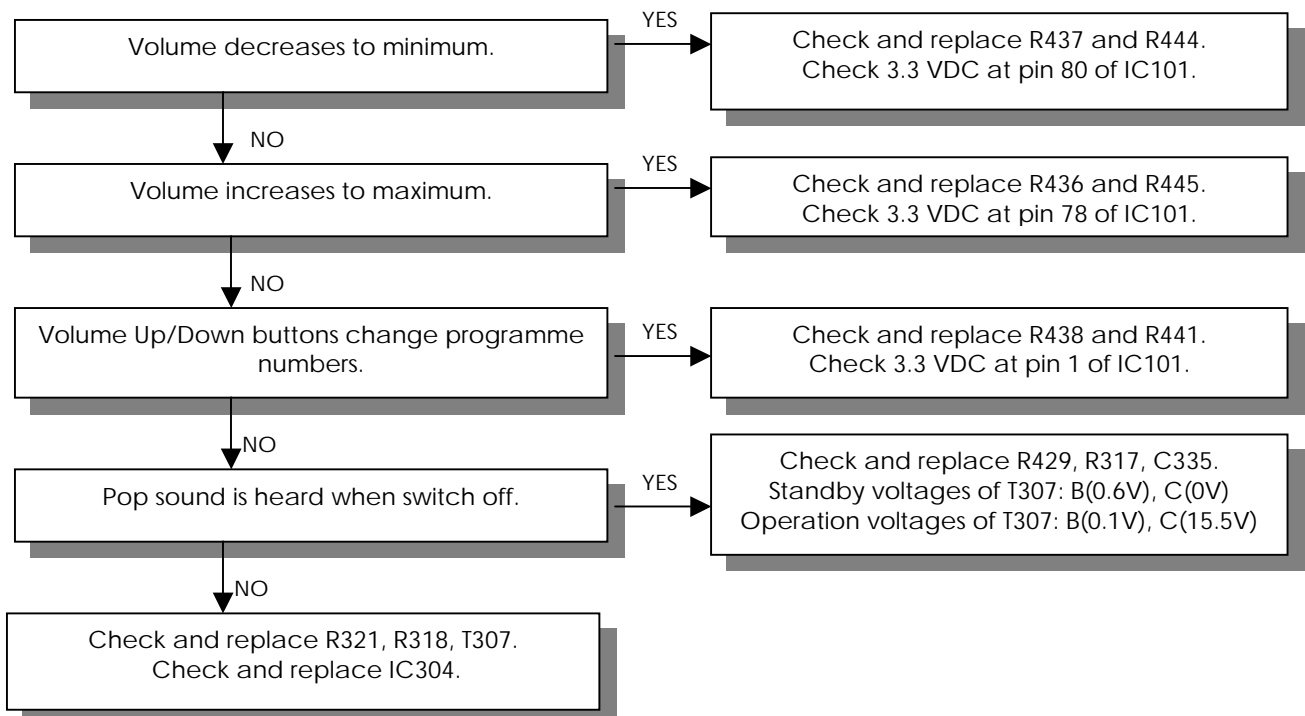 Volume decreases to minimum.
YES
Check and replace R437 and R444.
Check 3.3 VDC at pin 80 of IC101.
NO
Volume increases to maximum.
YES
Check and replace R436 and R445.
Check 3.3 VDC at pin 78 of IC101.
NO
Volume Up/Down buttons change programme
numbers.
YES
Check and replace R438 and R441.
Check 3.3 VDC at pin 1 of IC101.
NO
Pop sound is heard when switch off.
YES
Check and replace R429, R317, C335.
Standby voltages of T307: B(0.6V), C(0V)
Operation voltages of T307: B(0.1V), C(15.5V)
NO
Check and replace R321, R318, T307.
Check and replace IC304.